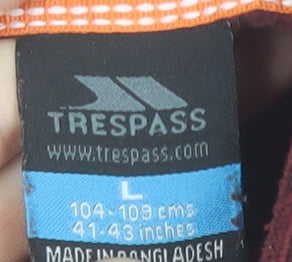 TRESPASS
www.trespass.com
L
104-109 cms
41-43 inches
MADE IN BANGLADESH